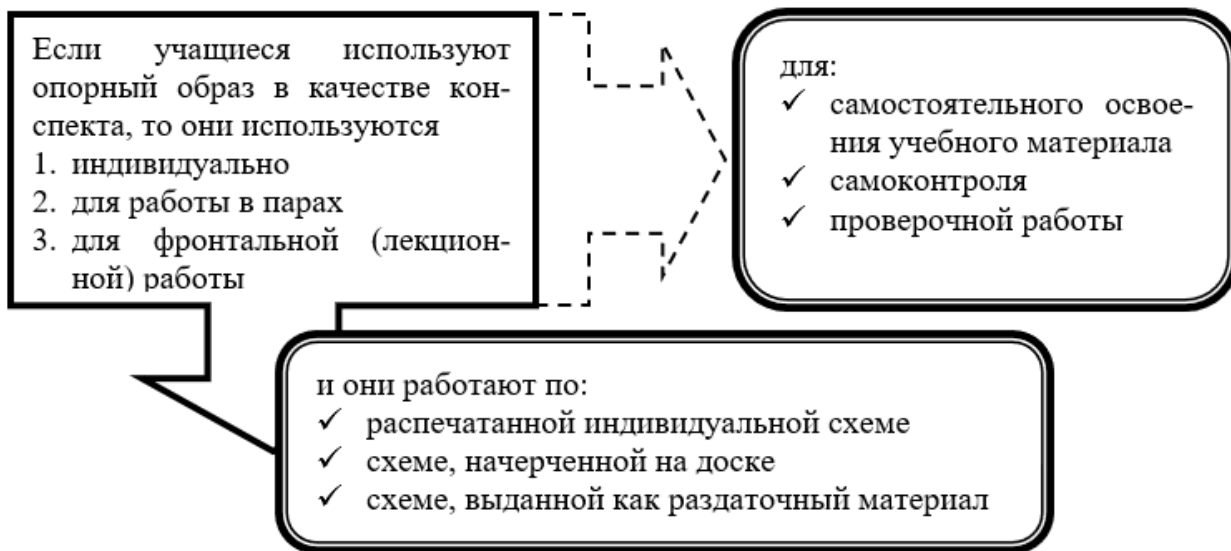 Если учащиеся используют
опорный образ в качестве кон-
спекта, то они используются
1. индивидуально
2. для работы в парах
3. для фронтальной (лекцион-
ной) работы
для:
✓ самостоятельного освое-
ния учебного материала
✓ самоконтроля
✓ проверочной работы
и они работают по:
✓ распечатанной индивидуальной схеме
✓ схеме, начерченной на доске
✓ схеме, выданной как раздаточный материал